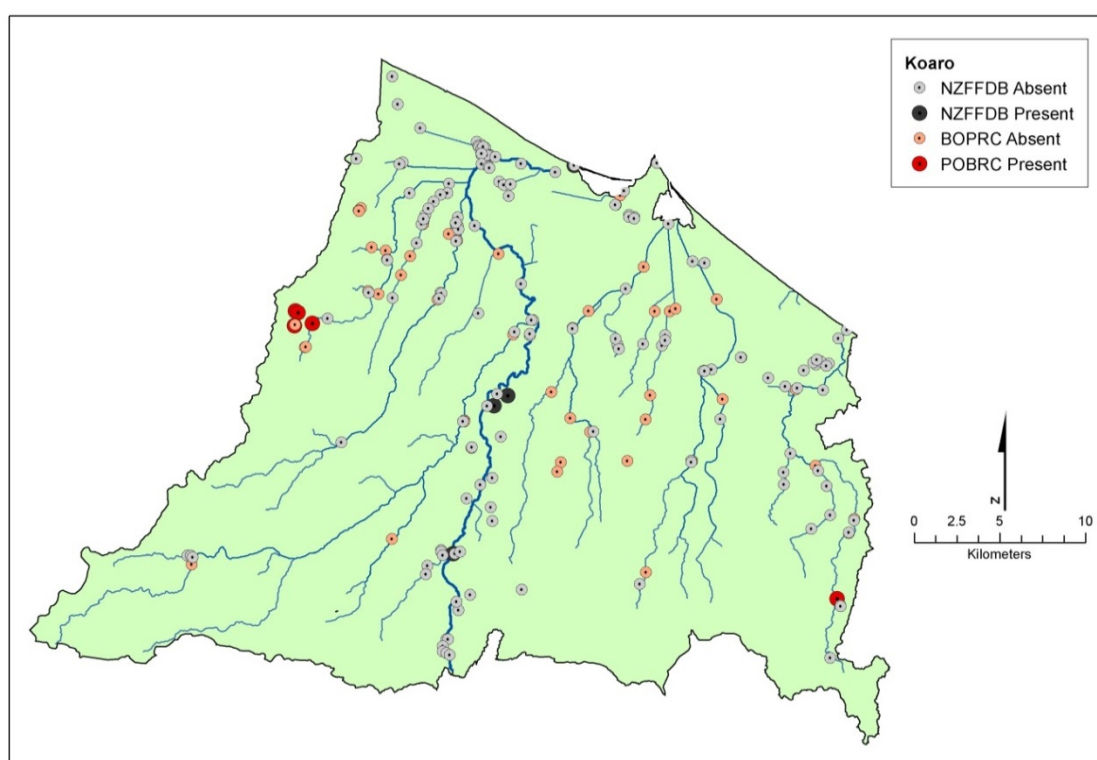 Koaro
NZFFDB Absent
NZFFDB Present
BOPRC Absent
POBRC Present
N
0 2.5 5 10
Kilometers